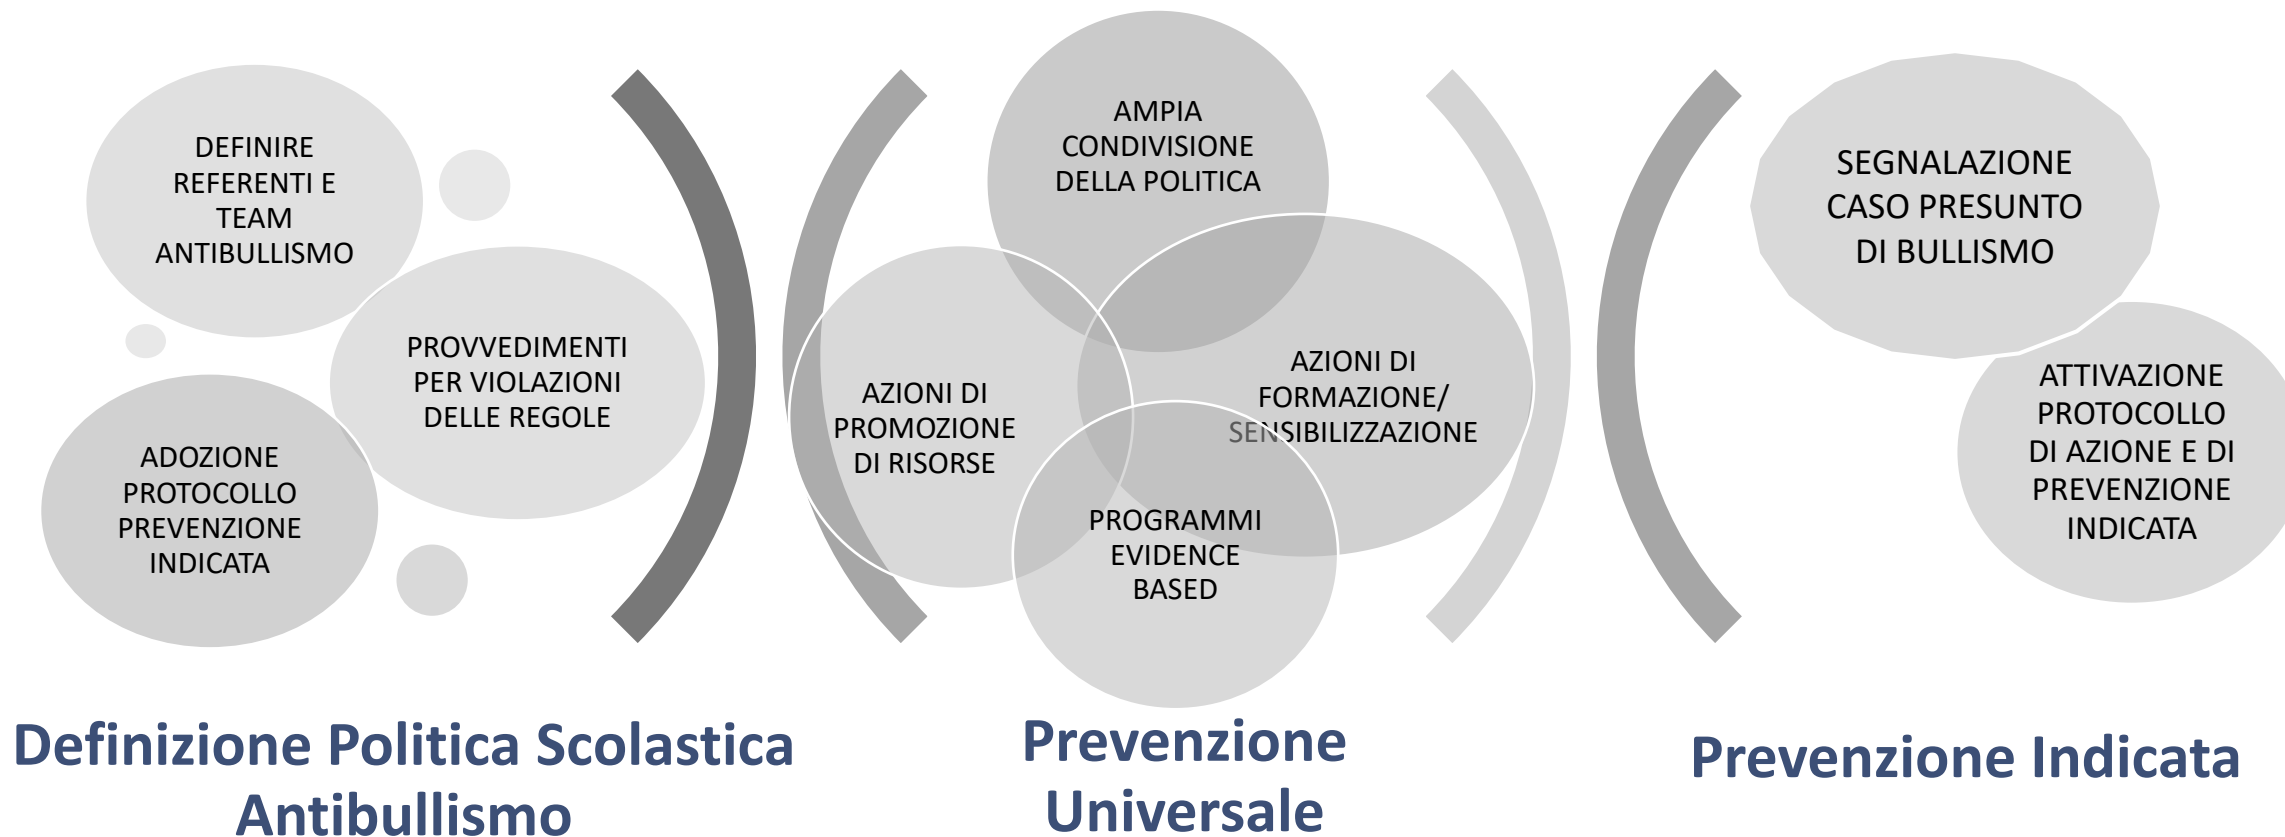 DEFINIRE
REFERENTI E
TEAM
ANTIBULLISMO
PROVVEDIMENTI
PER VIOLAZIONI
DELLE REGOLE
ADOZIONE
PROTOCOLLO
PREVENZIONE
INDICATA
AMPIA
CONDIVISIONE
DELLA POLITICA
AZIONI DI
FORMAZIONE/
SENSIBILIZZAZIONE
AZIONI DI
PROMOZIONE
DI RISORSE
PROGRAMMI
EVIDENCE
BASED
SEGNALAZIONE
CASO PRESUNTO
DI BULLISMO
ATTIVAZIONE
PROTOCOLLO
DI AZIONE E DI
PREVENZIONE
INDICATA
Definizione Politica Scolastica
Antibullismo
Prevenzione
Universale
Prevenzione Indicata